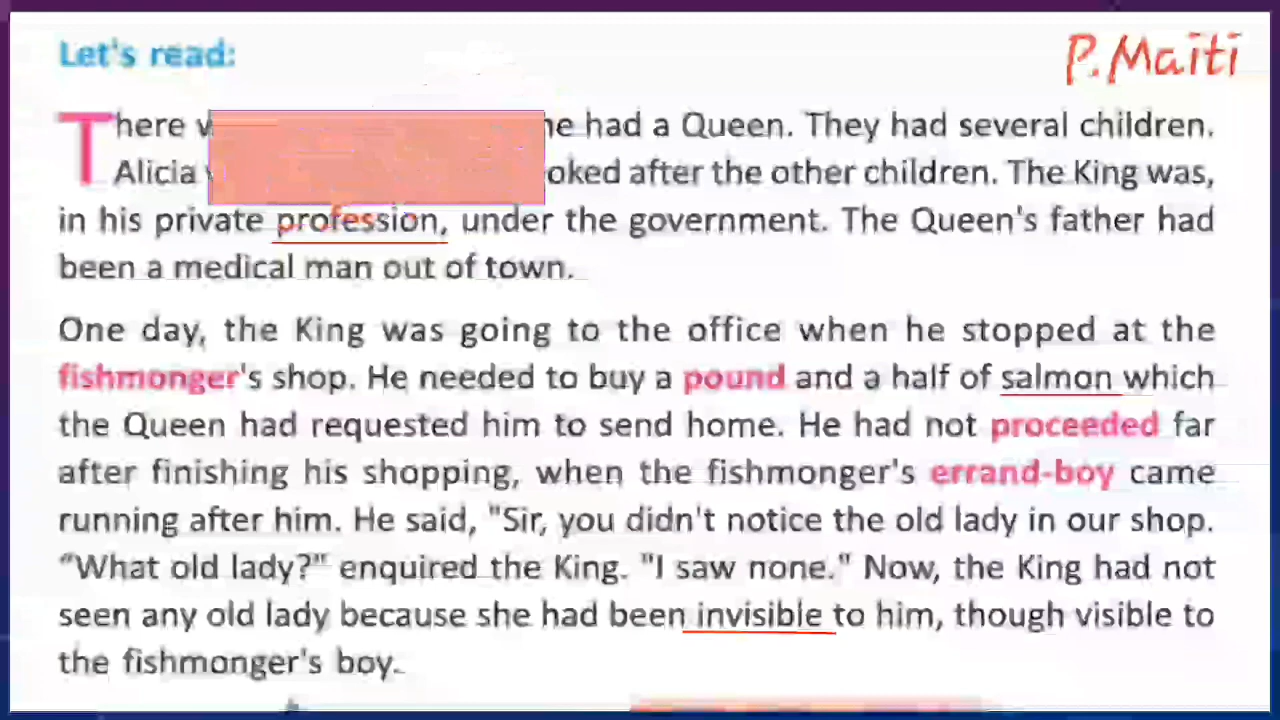 Let's read:
P. Maiti
There had a Queen. They had several children.
Alicia after the other children. The King was,
in his private profession, under the government. The Queen's father had
been a medical man out of town.
One day, the King was going to the office when he stopped at the
fishmonger's shop. He needed to buy a pound and a half of salmon which
the Queen had requested him to send home. He had not proceeded far
after finishing his shopping, when the fishmonger's errand-boy came
running after him. He said, "Sir, you didn't notice the old lady in our shop.
“What old lady?" enquired the King. "I saw none." Now, the King had not
seen any old lady because she had been invisible to him, though visible to
the fishmonger's boy.